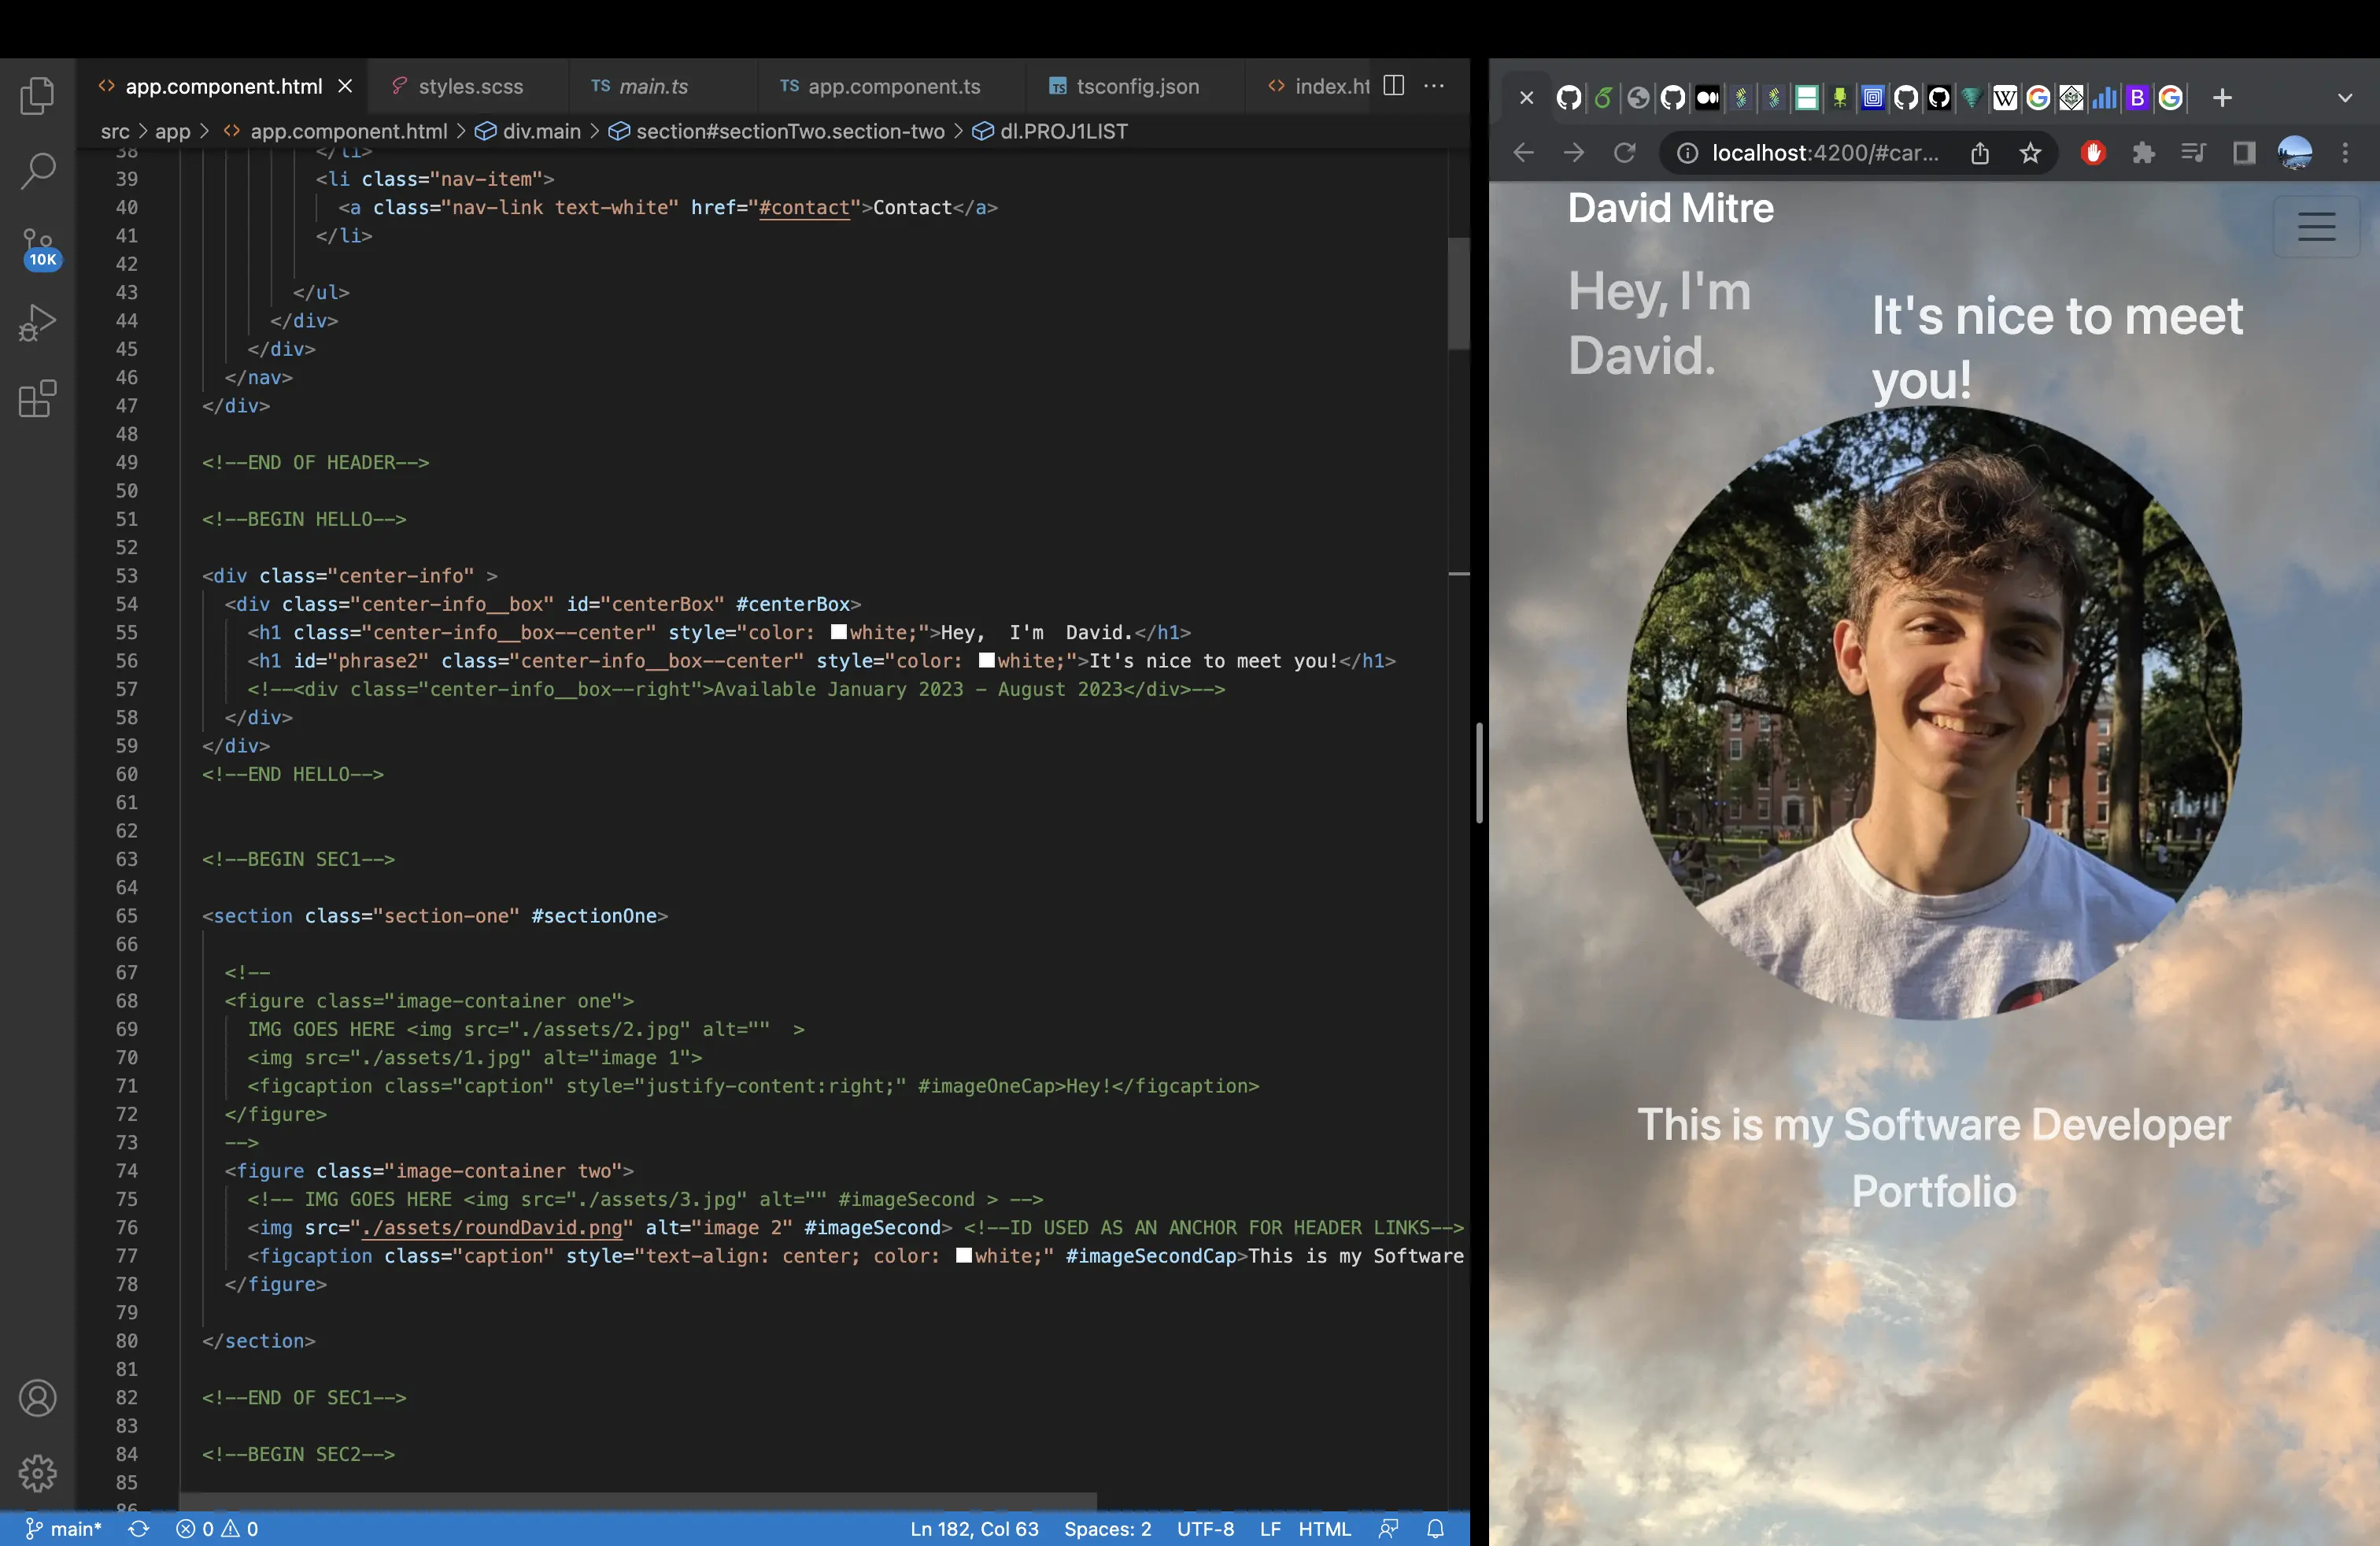 app.component.html
styles.scss
TS main.ts
TS app.component.ts
TS tsconfig.json
index.ht
src > app > app.component.html > div.main > section#sectionTwo.section-two > dl.PROJ1LIST
10K
38 </li>
39 <li class="nav-item">
40 <a class="nav-link text-white" href="#contact">Contact</a>
41 </li>
42
43 </ul>
44 </div>
45 </div>
46 </nav>
47 </div>
48
49 <!--END OF HEADER-->
50
51 <!--BEGIN HELLO-->
52
53 <div class="center-info" >
54 <div class="center-info__box" id="centerBox" #centerBox>
55 <h1 class="center-info__box--center" style="color: white;">Hey,  I'm  David.</h1>
56 <h1 id="phrase2" class="center-info__box--center" style="color: white;">It's nice to meet you!</h1>
57 <!--<div class="center-info__box--right">Available January 2023 - August 2023</div>-->
58 </div>
59 </div>
60 <!--END HELLO-->
61
62
63 <!--BEGIN SEC1-->
64
65 <section class="section-one" #sectionOne>
66
67 <!--
68 <figure class="image-container one">
69 IMG GOES HERE <img src="./assets/2.jpg" alt=""  >
70 <img src="./assets/1.jpg" alt="image 1">
71 <figcaption class="caption" style="justify-content:right;" #imageOneCap>Hey!</figcaption>
72 </figure>
73 -->
74 <figure class="image-container two">
75 <!-- IMG GOES HERE <img src="./assets/3.jpg" alt="" #imageSecond > -->
76 <img src="./assets/roundDavid.png" alt="image 2" #imageSecond> <!--ID USED AS AN ANCHOR FOR HEADER LINKS-->
77 <figcaption class="caption" style="text-align: center; color: white;" #imageSecondCap>This is my Software
78 </figure>
79
80 </section>
81
82 <!--END OF SEC1-->
83
84 <!--BEGIN SEC2-->
85
86
main*
0 0
Ln 182, Col 63
Spaces: 2
UTF-8
LF
HTML
W
G
B
G
localhost:4200/#car...
David Mitre
Hey, I'm
David.
It's nice to meet
you!
This is my Software Developer
Portfolio